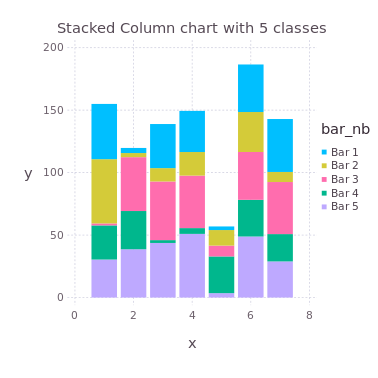 Stacked Column chart with 5 classes
200
150
100
50
0
y
0 2 4 6 8
x
bar_nb
Bar 1
Bar 2
Bar 3
Bar 4
Bar 5